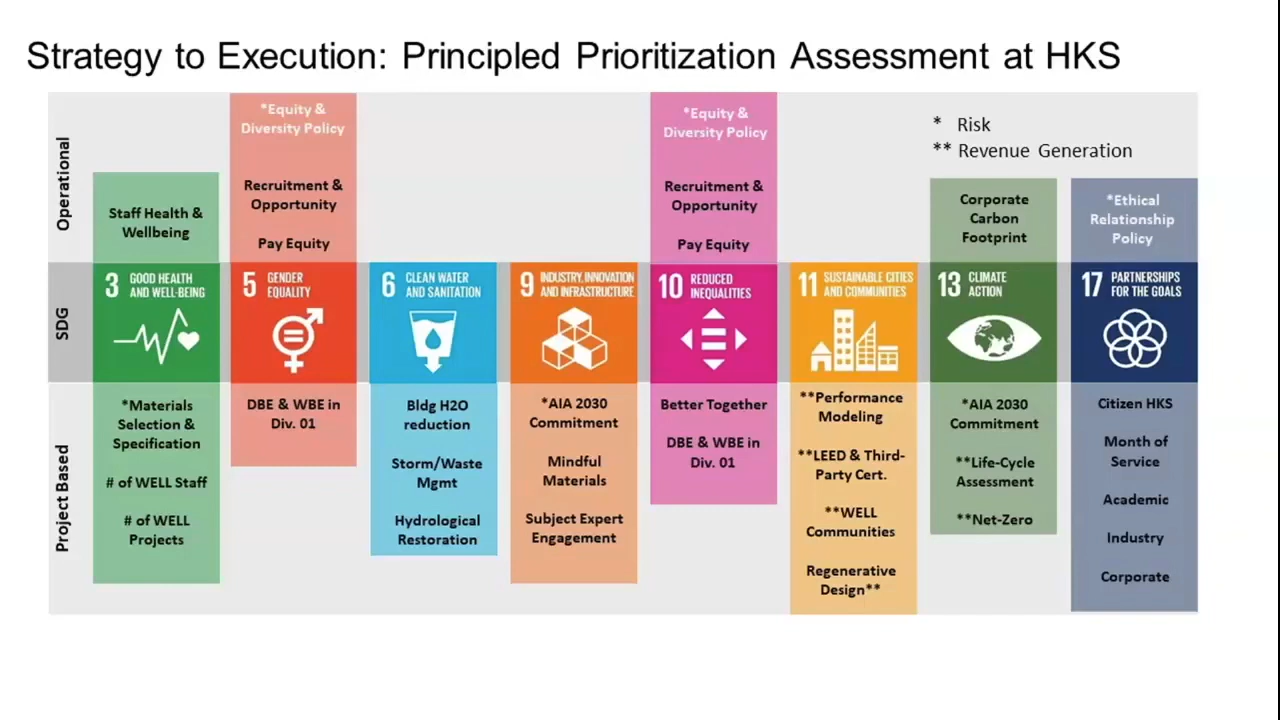 Strategy to Execution: Principled Prioritization Assessment at HKS
* Risk
** Revenue Generation
Operational
Staff Health &
Wellbeing
*Equity &
Diversity Policy
Recruitment &
Opportunity
Pay Equity
*Equity &
Diversity Policy
Recruitment &
Opportunity
Pay Equity
Corporate
Carbon
Footprint
*Ethical
Relationship
Policy
SDG
3 GOOD HEALTH
AND WELL-BEING
5 GENDER
EQUALITY
6 CLEAN WATER
AND SANITATION
9 INDUSTRY, INNOVATION
AND INFRASTRUCTURE
10 REDUCED
INEQUALITIES
11 SUSTAINABLE CITIES
AND COMMUNITIES
13 CLIMATE
ACTION
17 PARTNERSHIPS
FOR THE GOALS
Project Based
*Materials
Selection &
Specification
# of WELL Staff
# of WELL
Projects
DBE & WBE in
Div. 01
Bldg H2O
reduction
Storm/Waste
Mgmt
Hydrological
Restoration
*AIA 2030
Commitment
Mindful
Materials
Subject Expert
Engagement
Better Together
DBE & WBE in
Div. 01
**Performance
Modeling
**LEED & Third-
Party Cert.
**WELL
Communities
Regenerative
Design**
*AIA 2030
Commitment
**Life-Cycle
Assessment
**Net-Zero
Citizen HKS
Month of
Service
Academic
Industry
Corporate